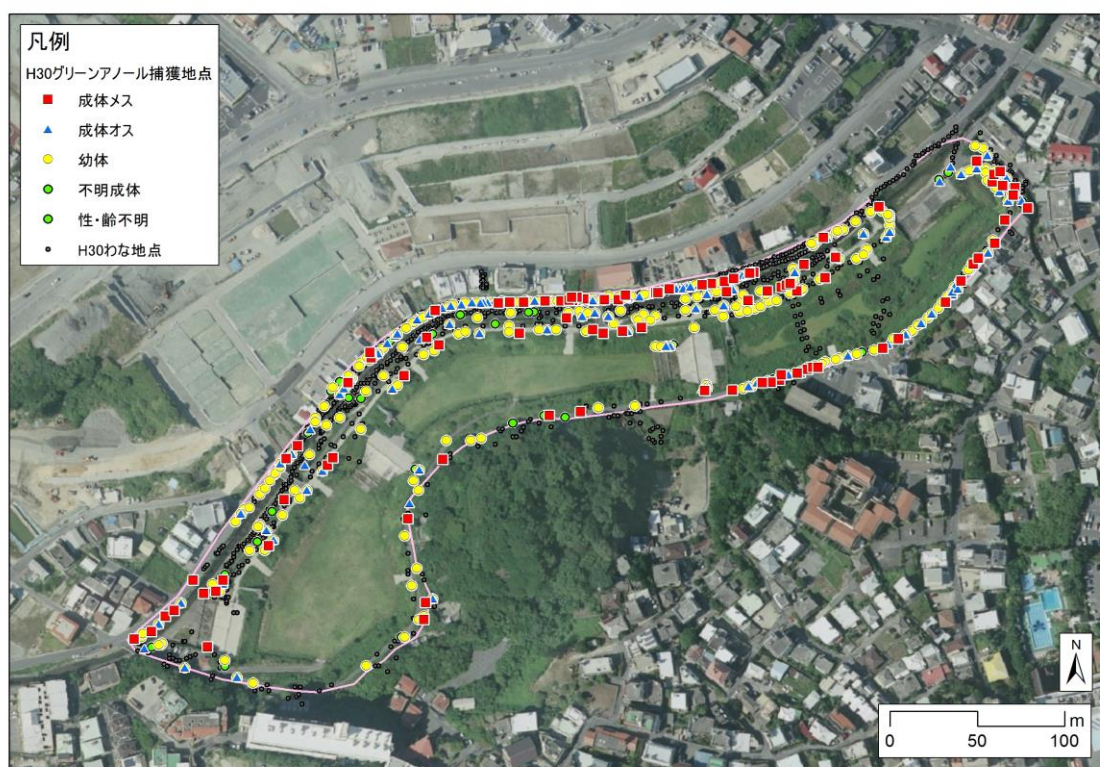 凡例
H30グリーンアノール捕獲地点
成体メス
成体オス
幼体
不明成体
性・齢不明
H30わな地点
N
m
0 50 100